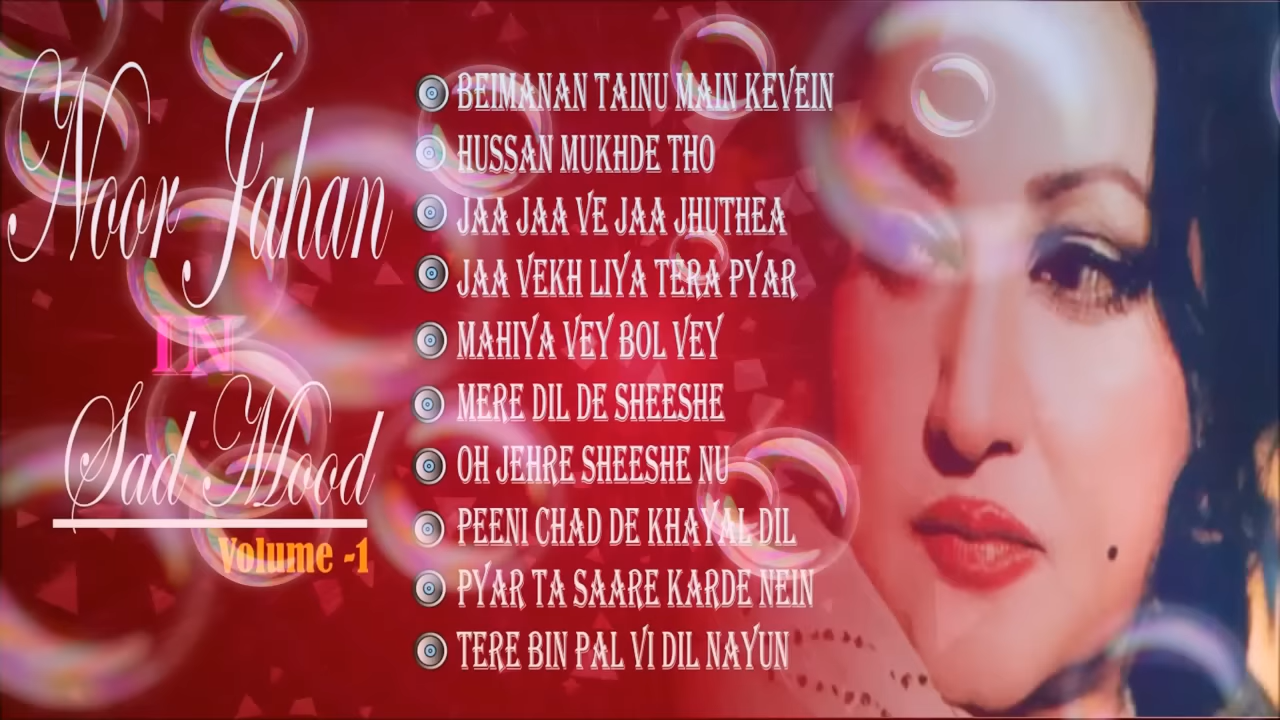 Noor Jahan
IN
Sad Mood
Volume -1
BEIMANAN TAINU MAIN KEVEIN
HUSSAN MUKHDE THO
JAA JAA VE JAA JHUTHEA
JAA VEKH LIYA TERA PYAR
MAHIYA VEY BOL VEY
MERE DIL DE SHEESHE
OH JEHRE SHEESHE NU
PEENI CHAD DE KHAYAL DIL
PYAR TA SAARE KARDE NEIN
TERE BIN PAL VI DIL NAYUN